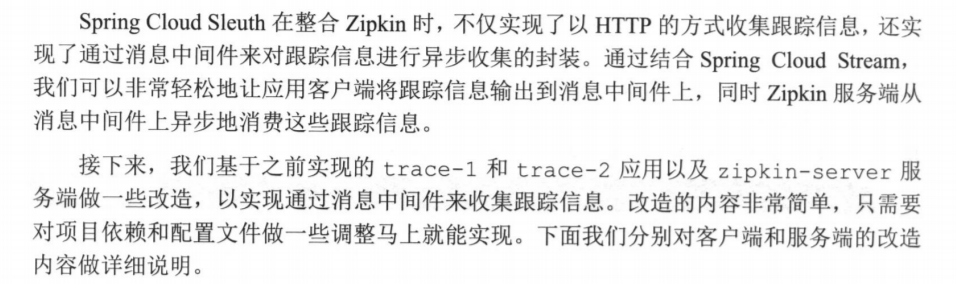 Spring Cloud Sleuth 在整合 Zipkin 时，不仅实现了以 HTTP 的方式收集跟踪信息，还实
现了通过消息中间件来对跟踪信息进行异步收集的封装。通过结合 Spring Cloud Stream，
我们可以非常轻松地让应用客户端将跟踪信息输出到消息中间件上，同时 Zipkin 服务端从
消息中间件上异步地消费这些跟踪信息。
接下来，我们基于之前实现的 trace-1 和 trace-2 应用以及 zipkin-server 服
务端做一些改造，以实现通过消息中间件来收集跟踪信息。改造的内容非常简单，只需要
对项目依赖和配置文件做一些调整马上就能实现。下面我们分别对客户端和服务端的改造
内容做详细说明。